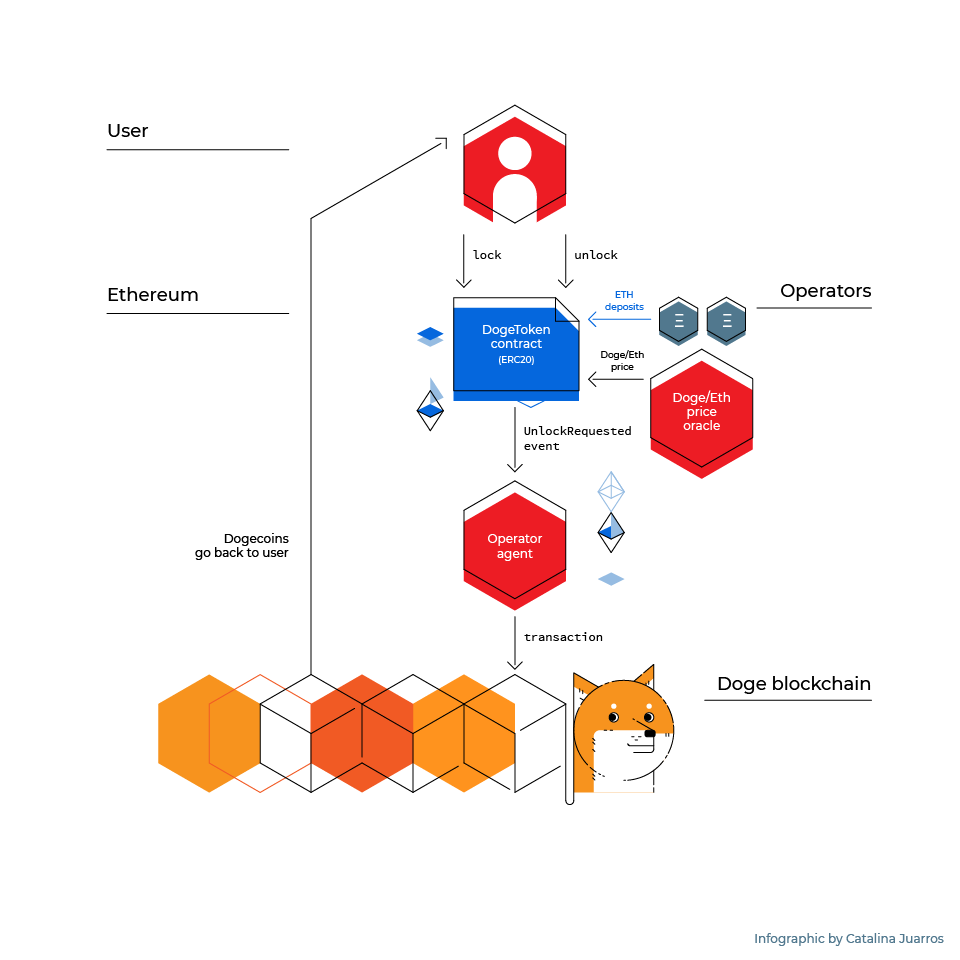 User
lock
unlock
Ethereum
Operators
ETH
deposits
DogeToken
contract
(ERC20)
Ξ Ξ
Doge/Eth
price
Doge/Eth
price
oracle
UnlockRequested
event
Operator
agent
Dogecoins
go back to user
transaction
Doge blockchain
Infographic by Catalina Juarros